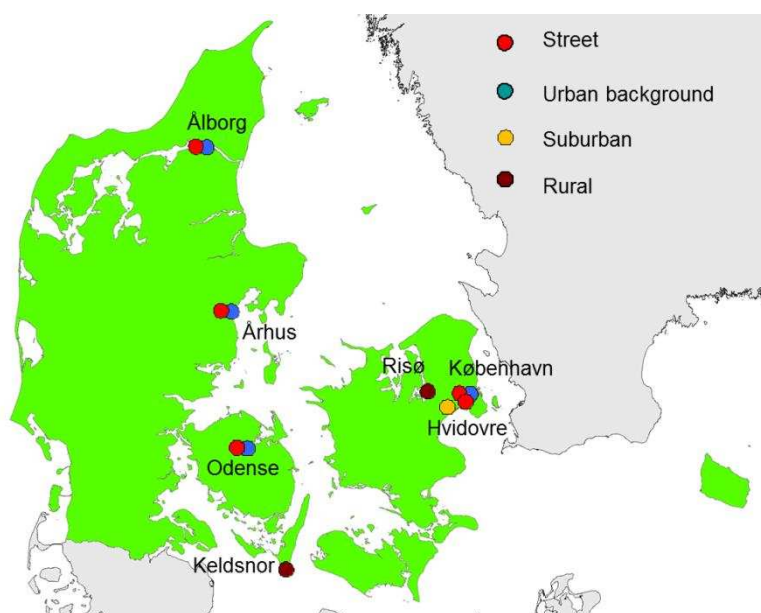 Street
Urban background
Suburban
Rural
Ålborg
Århus
Risø
København
Hvidovre
Odense
Keldsnor